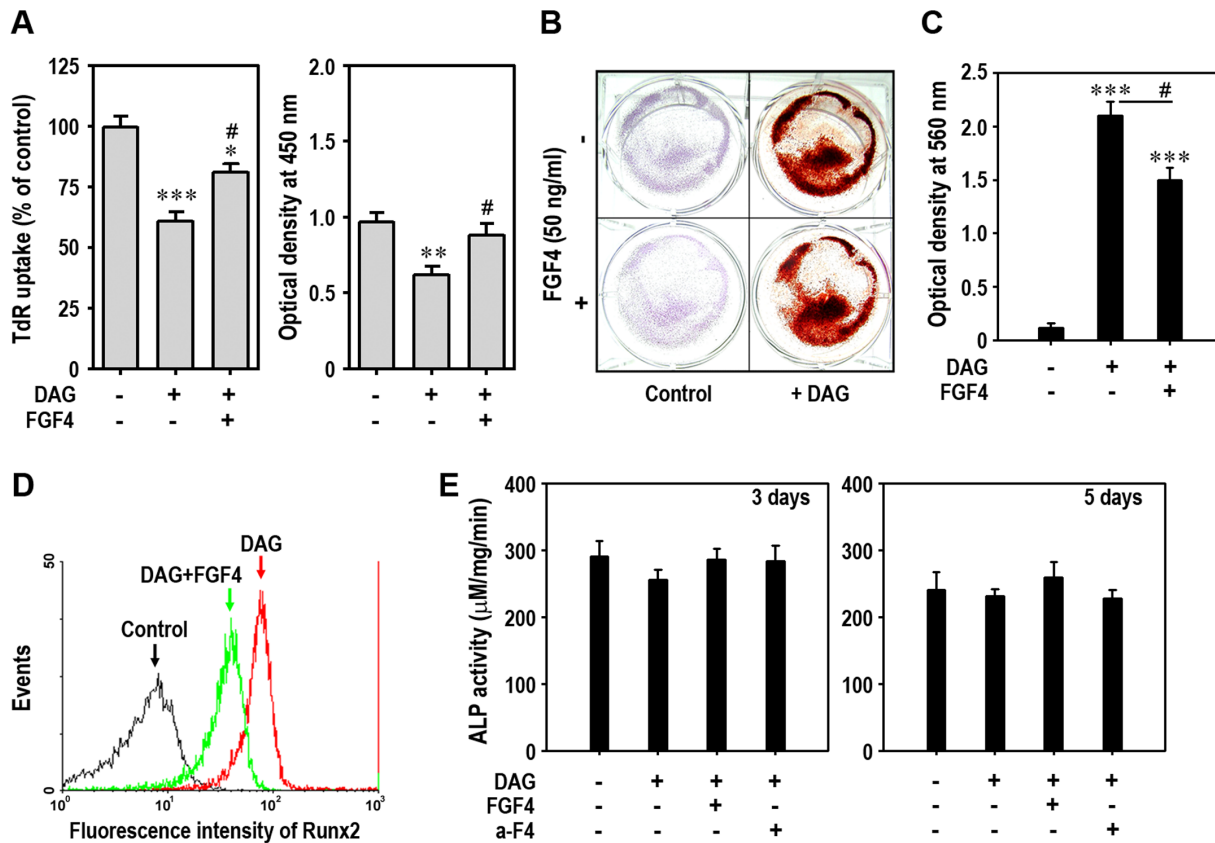 A
TdR uptake (% of control)
125
100
75
50
25
0
***
#
*
DAG - + +
FGF4 - - +
Optical density at 450 nm
2.0
1.5
1.0
0.5
0
**
#
- + +
- - +
B
FGF4 (50 ng/ml)
-
+
Control
+ DAG
C
Optical density at 560 nm
2.5
2.0
1.5
1.0
0.5
0
***
#
***
DAG - + +
FGF4 - - +
D
Events
50
0
Control
DAG+FGF4
DAG
10⁰ 10¹ 10² 10³
Fluorescence intensity of Runx2
E
ALP activity (μM/mg/min)
400
300
200
100
0
3 days
DAG - + + +
FGF4 - - + -
a-F4 - - - +
400
300
200
100
0
5 days
- + + +
- - + -
- - - +